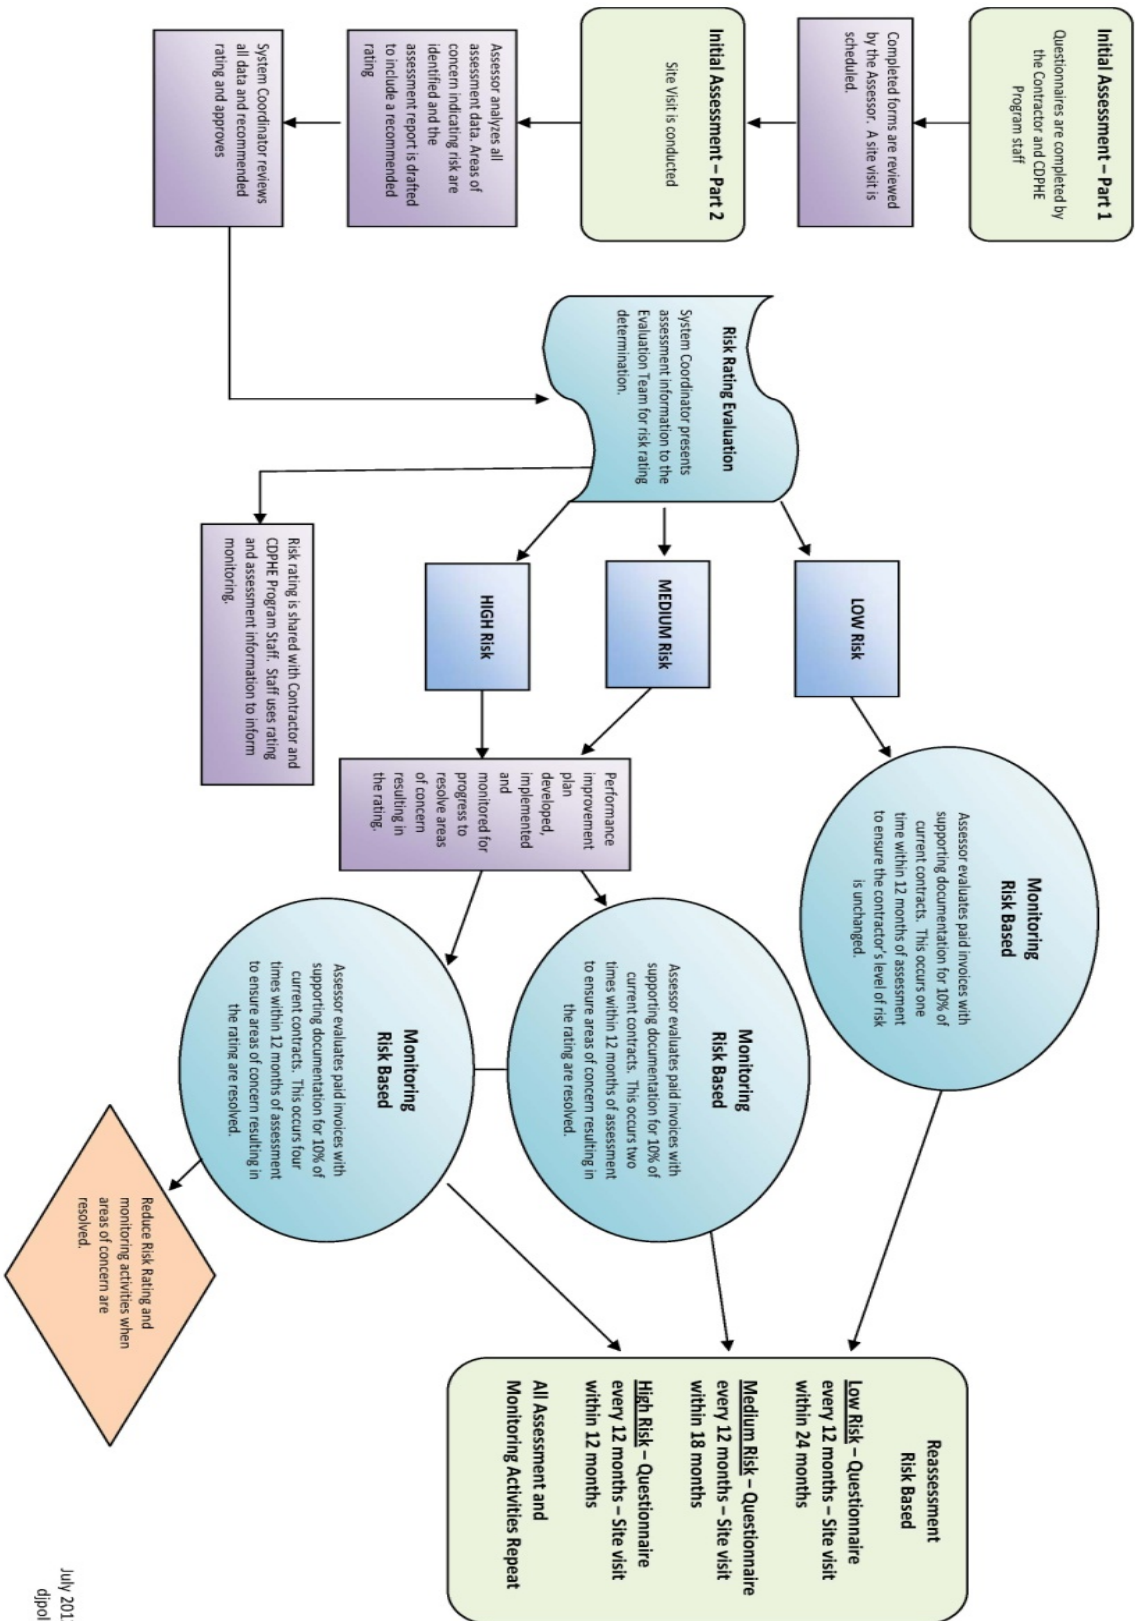 Initial Assessment – Part 1
Questionnaires are completed by
the Contractor and CDPHE
Program staff
Completed forms are reviewed
by the Assessor.  A site visit is
scheduled.
Initial Assessment – Part 2
Site Visit is conducted
Assessor analyzes all
assessment data. Areas of
concern indicating risk are
identified and the
assessment report is drafted
to include a recommended
rating
System Coordinator reviews
all data and recommended
rating and approves
Risk Rating Evaluation
System Coordinator presents
assessment information to the
Evaluation Team for risk rating
determination.
LOW Risk
MEDIUM Risk
HIGH Risk
Risk rating is shared with Contractor and
CDPHE Program Staff.  Staff uses rating
and assessment information to inform
monitoring.
Performance
improvement
plan
developed,
implemented
and
monitored for
progress to
resolve areas
of concern
resulting in
the rating.
Monitoring
Risk Based
Assessor evaluates paid invoices with
supporting documentation for 10% of
current contracts.  This occurs one
time within 12 months of assessment
to ensure the contractor's level of risk
is unchanged.
Monitoring
Risk Based
Assessor evaluates paid invoices with
supporting documentation for 10% of
current contracts.  This occurs two
times within 12 months of assessment
to ensure areas of concern resulting in
the rating are resolved.
Monitoring
Risk Based
Assessor evaluates paid invoices with
supporting documentation for 10% of
current contracts.  This occurs four
times within 12 months of assessment
to ensure areas of concern resulting in
the rating are resolved.
Reduce Risk Rating and
monitoring activities when
areas of concern are
resolved.
Reassessment
Risk Based
Low Risk – Questionnaire
every 12 months – Site visit
within 24 months
Medium Risk – Questionnaire
every 12 months – Site visit
within 18 months
High Risk – Questionnaire
every 12 months – Site visit
within 12 months
All Assessment and
Monitoring Activities Repeat
July